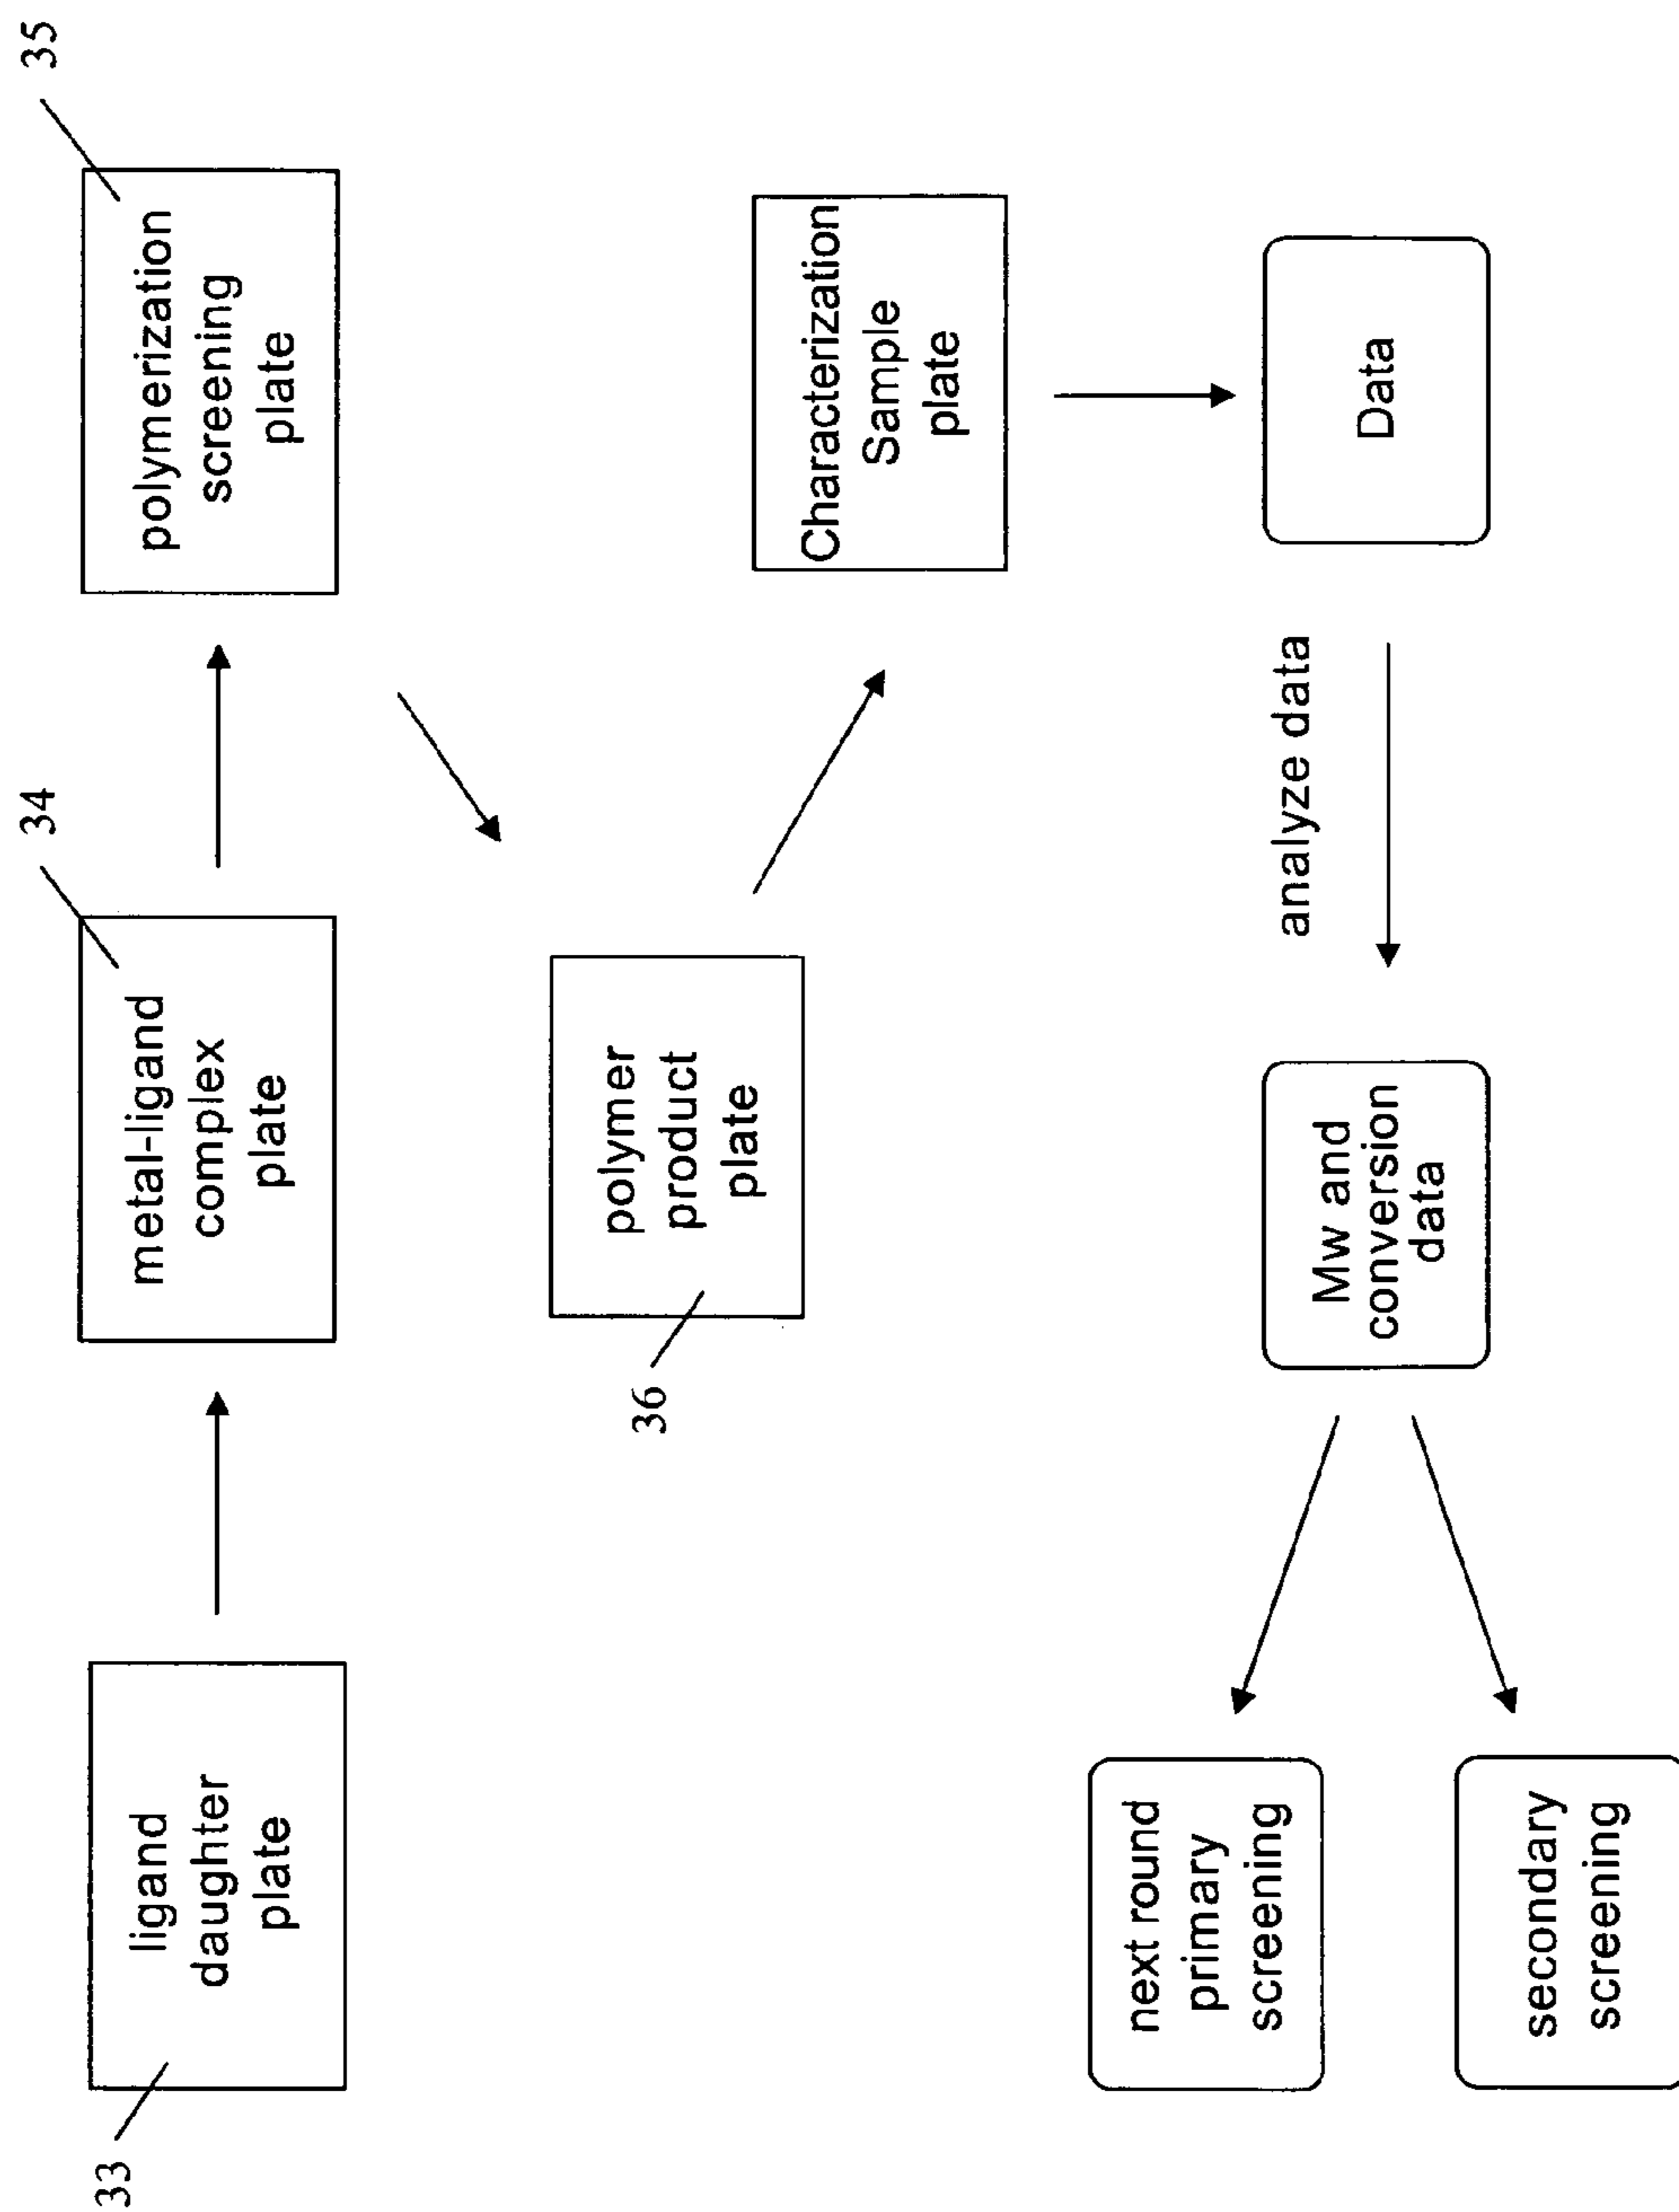 33
ligand
daughter
plate
34
metal-ligand
complex
plate
35
polymerization
screening
plate
36
polymer
product
plate
Characterization
Sample
plate
Data
analyze data
Mw and
conversion
data
next round
primary
screening
secondary
screening